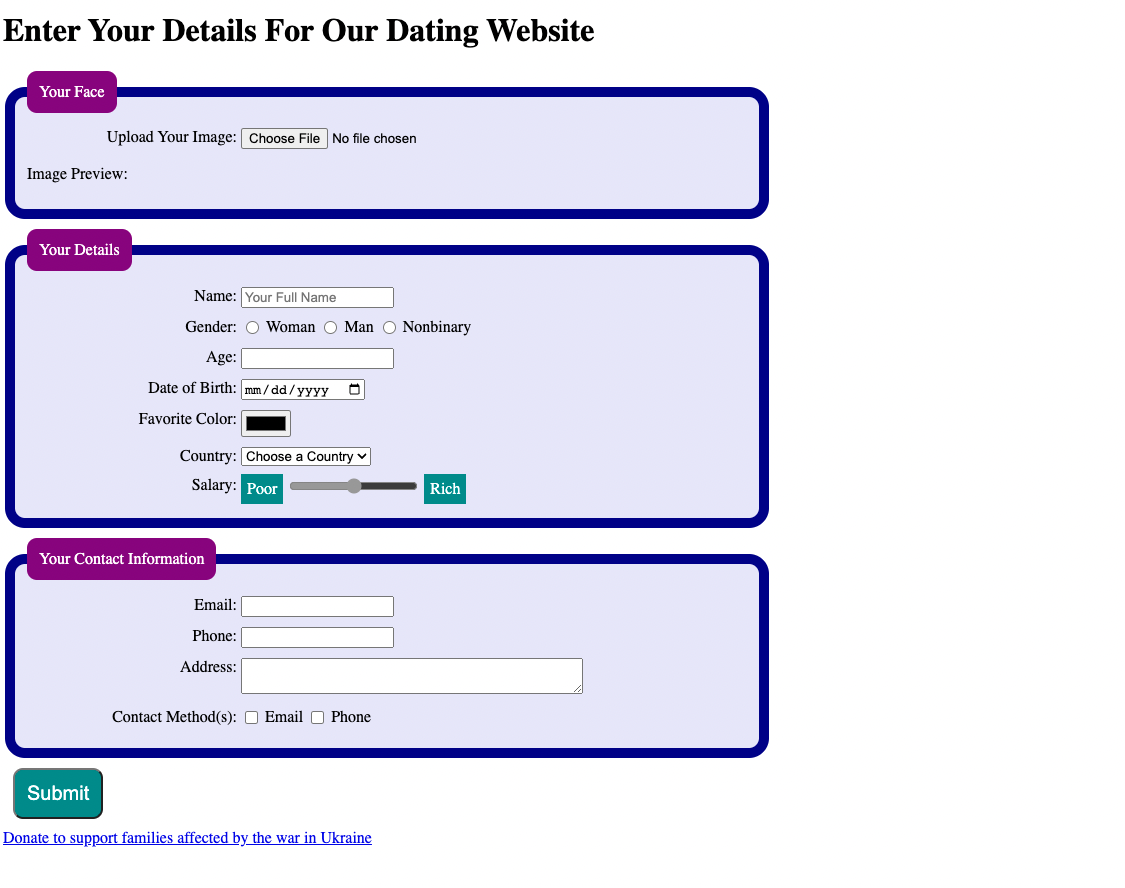 Enter Your Details For Our Dating Website
Your Face
Upload Your Image: Choose File No file chosen
Image Preview:
Your Details
Name: Your Full Name
Gender: Woman Man Nonbinary
Age:
Date of Birth: mm/dd/yyyy
Favorite Color:
Country: Choose a Country
Salary: Poor Rich
Your Contact Information
Email:
Phone:
Address:
Contact Method(s): Email Phone
Submit
Donate to support families affected by the war in Ukraine